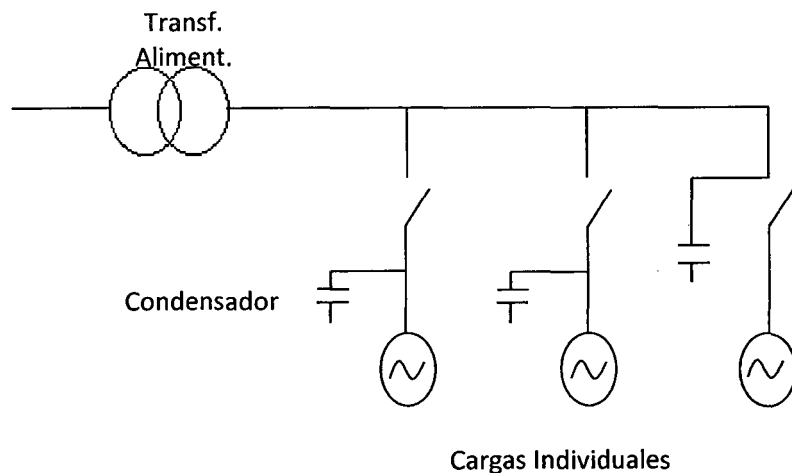 Transf.
Aliment.
Condensador
Cargas Individuales